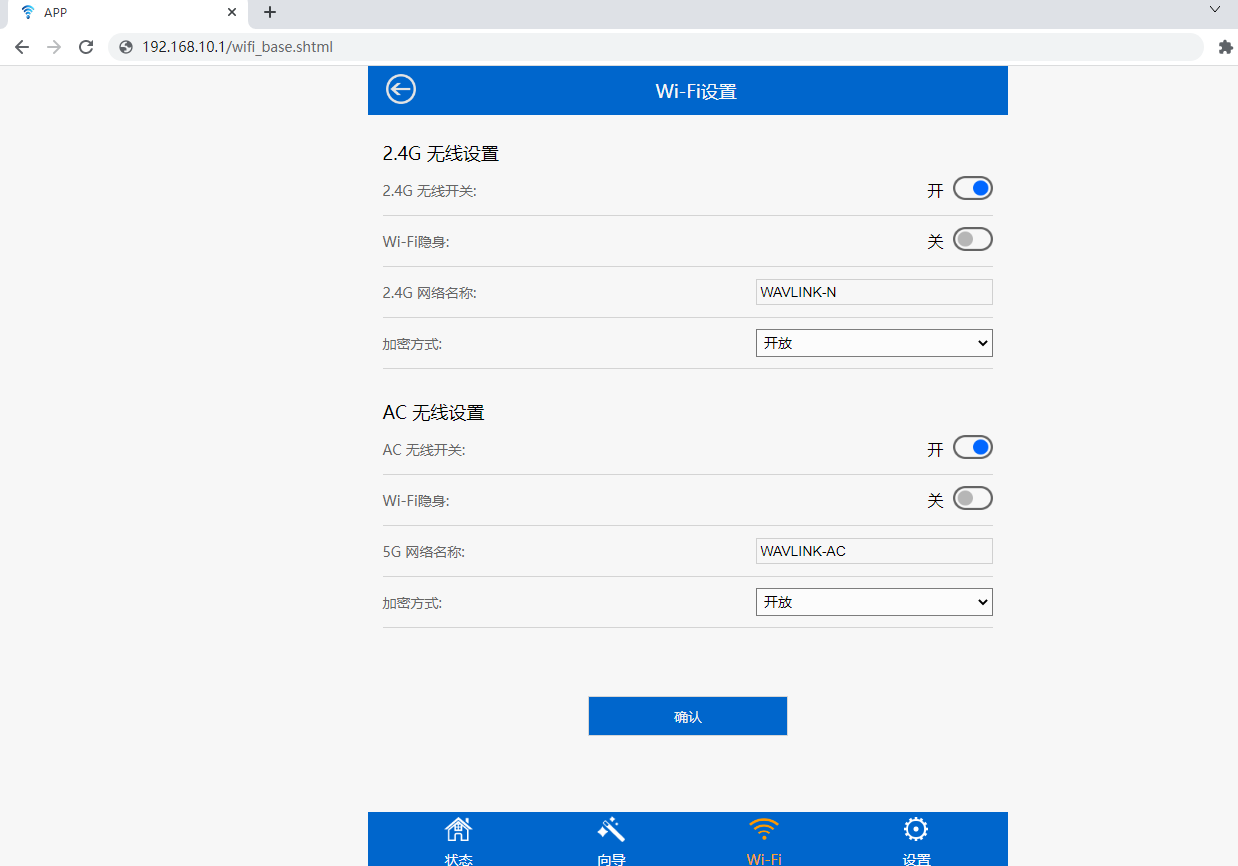 APP
192.168.10.1/wifi_base.shtml
Wi-Fi设置
2.4G 无线设置
2.4G 无线开关: 开
Wi-Fi隐身: 关
2.4G 网络名称: WAVLINK-N
加密方式: 开放
AC 无线设置
AC 无线开关: 开
Wi-Fi隐身: 关
5G 网络名称: WAVLINK-AC
加密方式: 开放
确认
状态 向导 Wi-Fi 设置